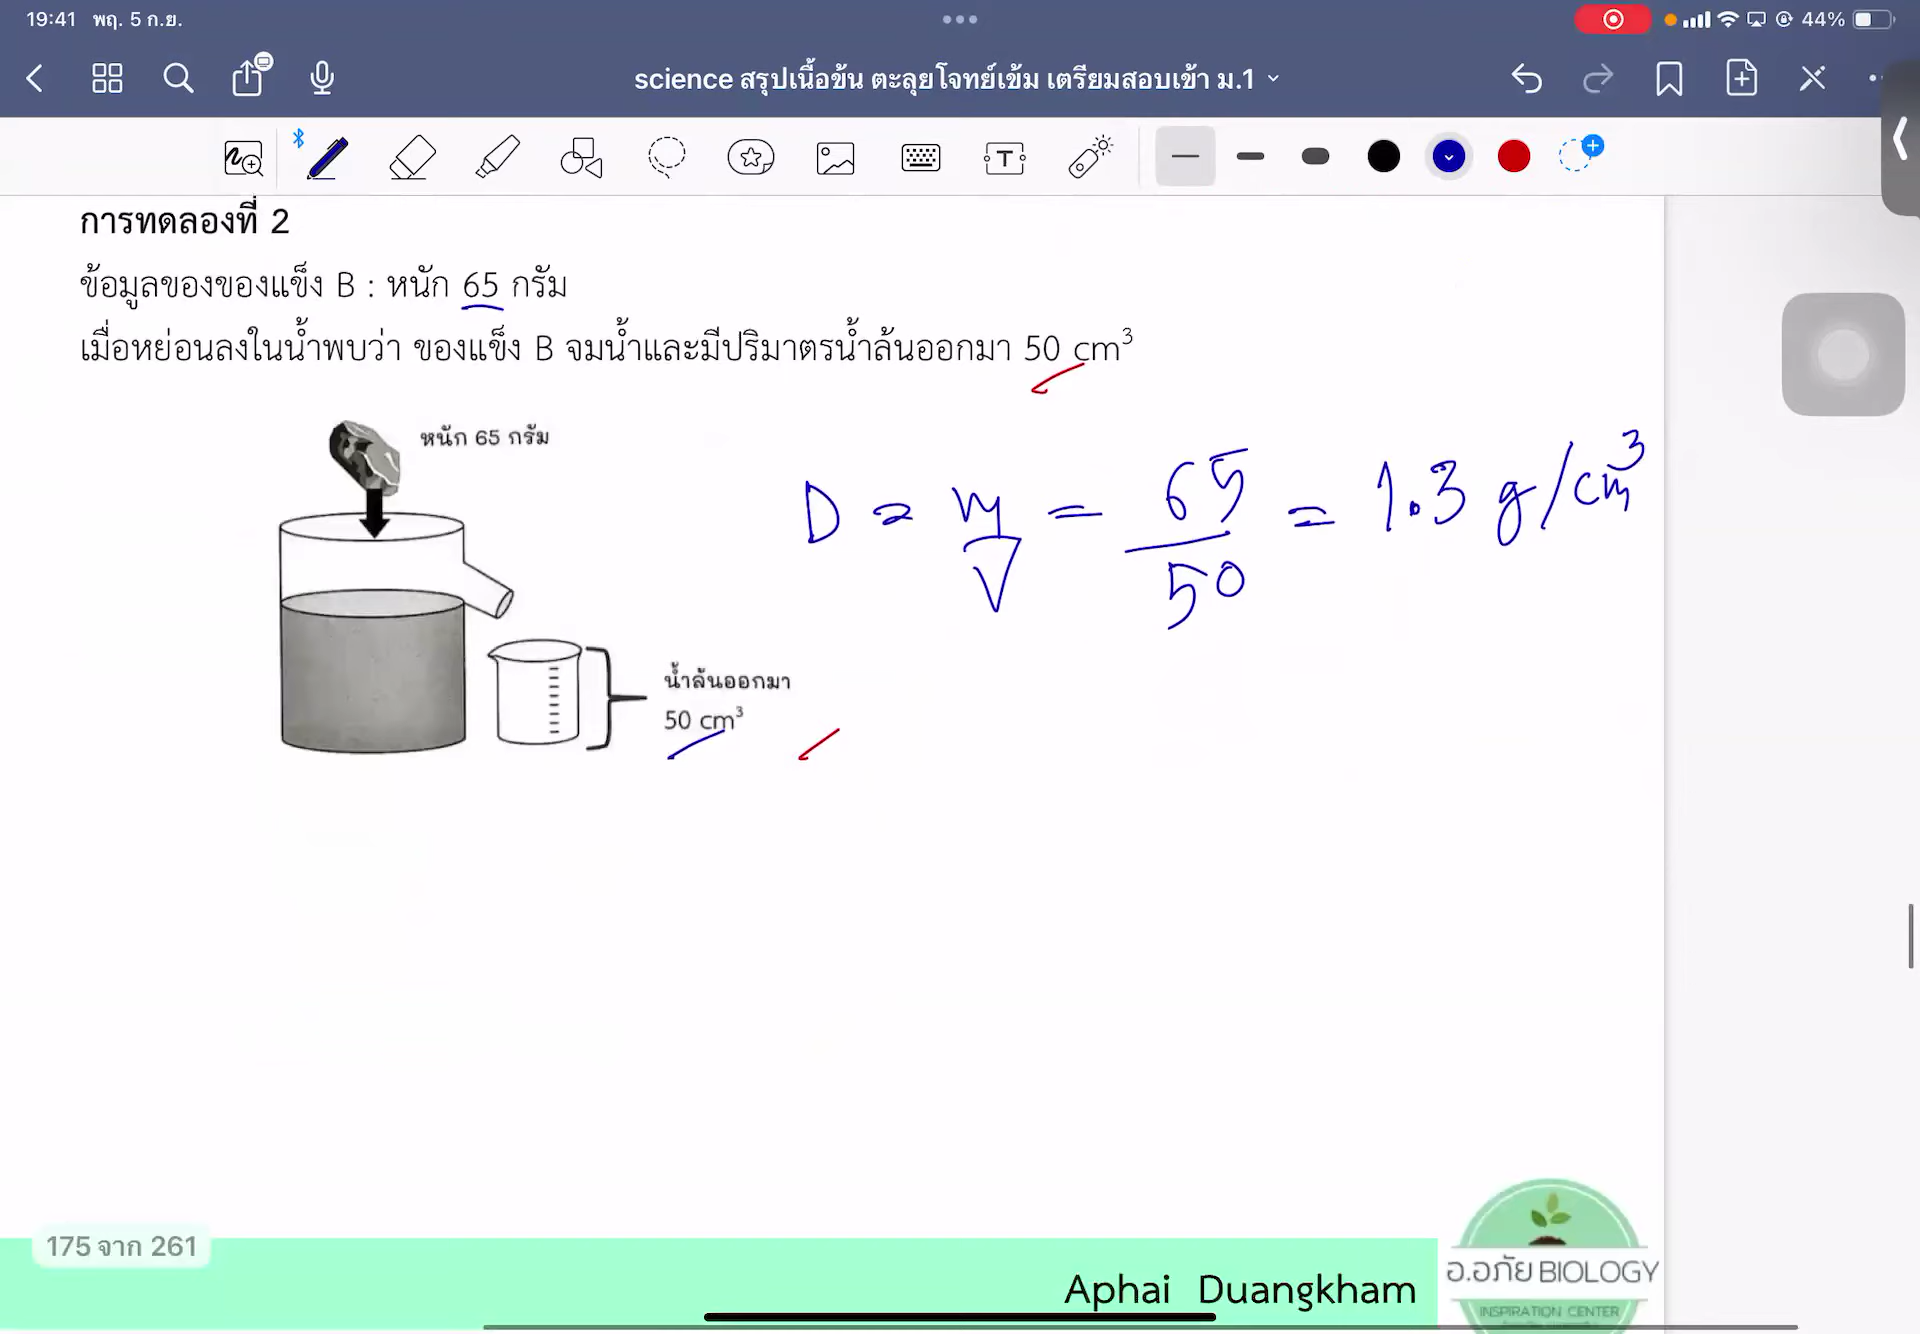 19:41 พฤ. 5 ก.ย.
44%
science สรุปเนื้อข้น ตะลุยโจทย์เข้ม เตรียมสอบเข้า ม.1
การทดลองที่ 2
ข้อมูลของของแข็ง B : หนัก 65 กรัม
เมื่อหย่อนลงในน้ำพบว่า ของแข็ง B จมน้ำและมีปริมาตรน้ำล้นออกมา 50 cm³
หนัก 65 กรัม
D = m/V = 65/50 = 1.3 g/cm³
น้ำล้นออกมา
50 cm³
175 จาก 261
Aphai Duangkham
อ.อภัย BIOLOGY
INSPIRATION CENTER